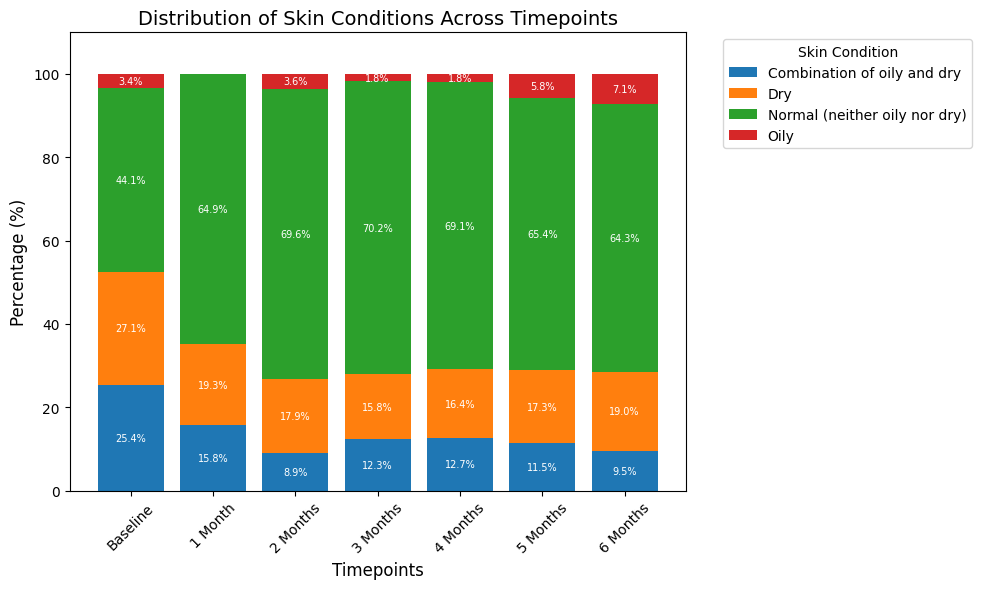 Distribution of Skin Conditions Across Timepoints
Percentage (%)
100
80
60
40
20
0
3.4%
44.1%
27.1%
25.4%
64.9%
19.3%
15.8%
3.6%
69.6%
17.9%
8.9%
1.8%
70.2%
15.8%
12.3%
1.8%
69.1%
16.4%
12.7%
5.8%
65.4%
17.3%
11.5%
7.1%
64.3%
19.0%
9.5%
Baseline
1 Month
2 Months
3 Months
4 Months
5 Months
6 Months
Timepoints
Skin Condition
Combination of oily and dry
Dry
Normal (neither oily nor dry)
Oily